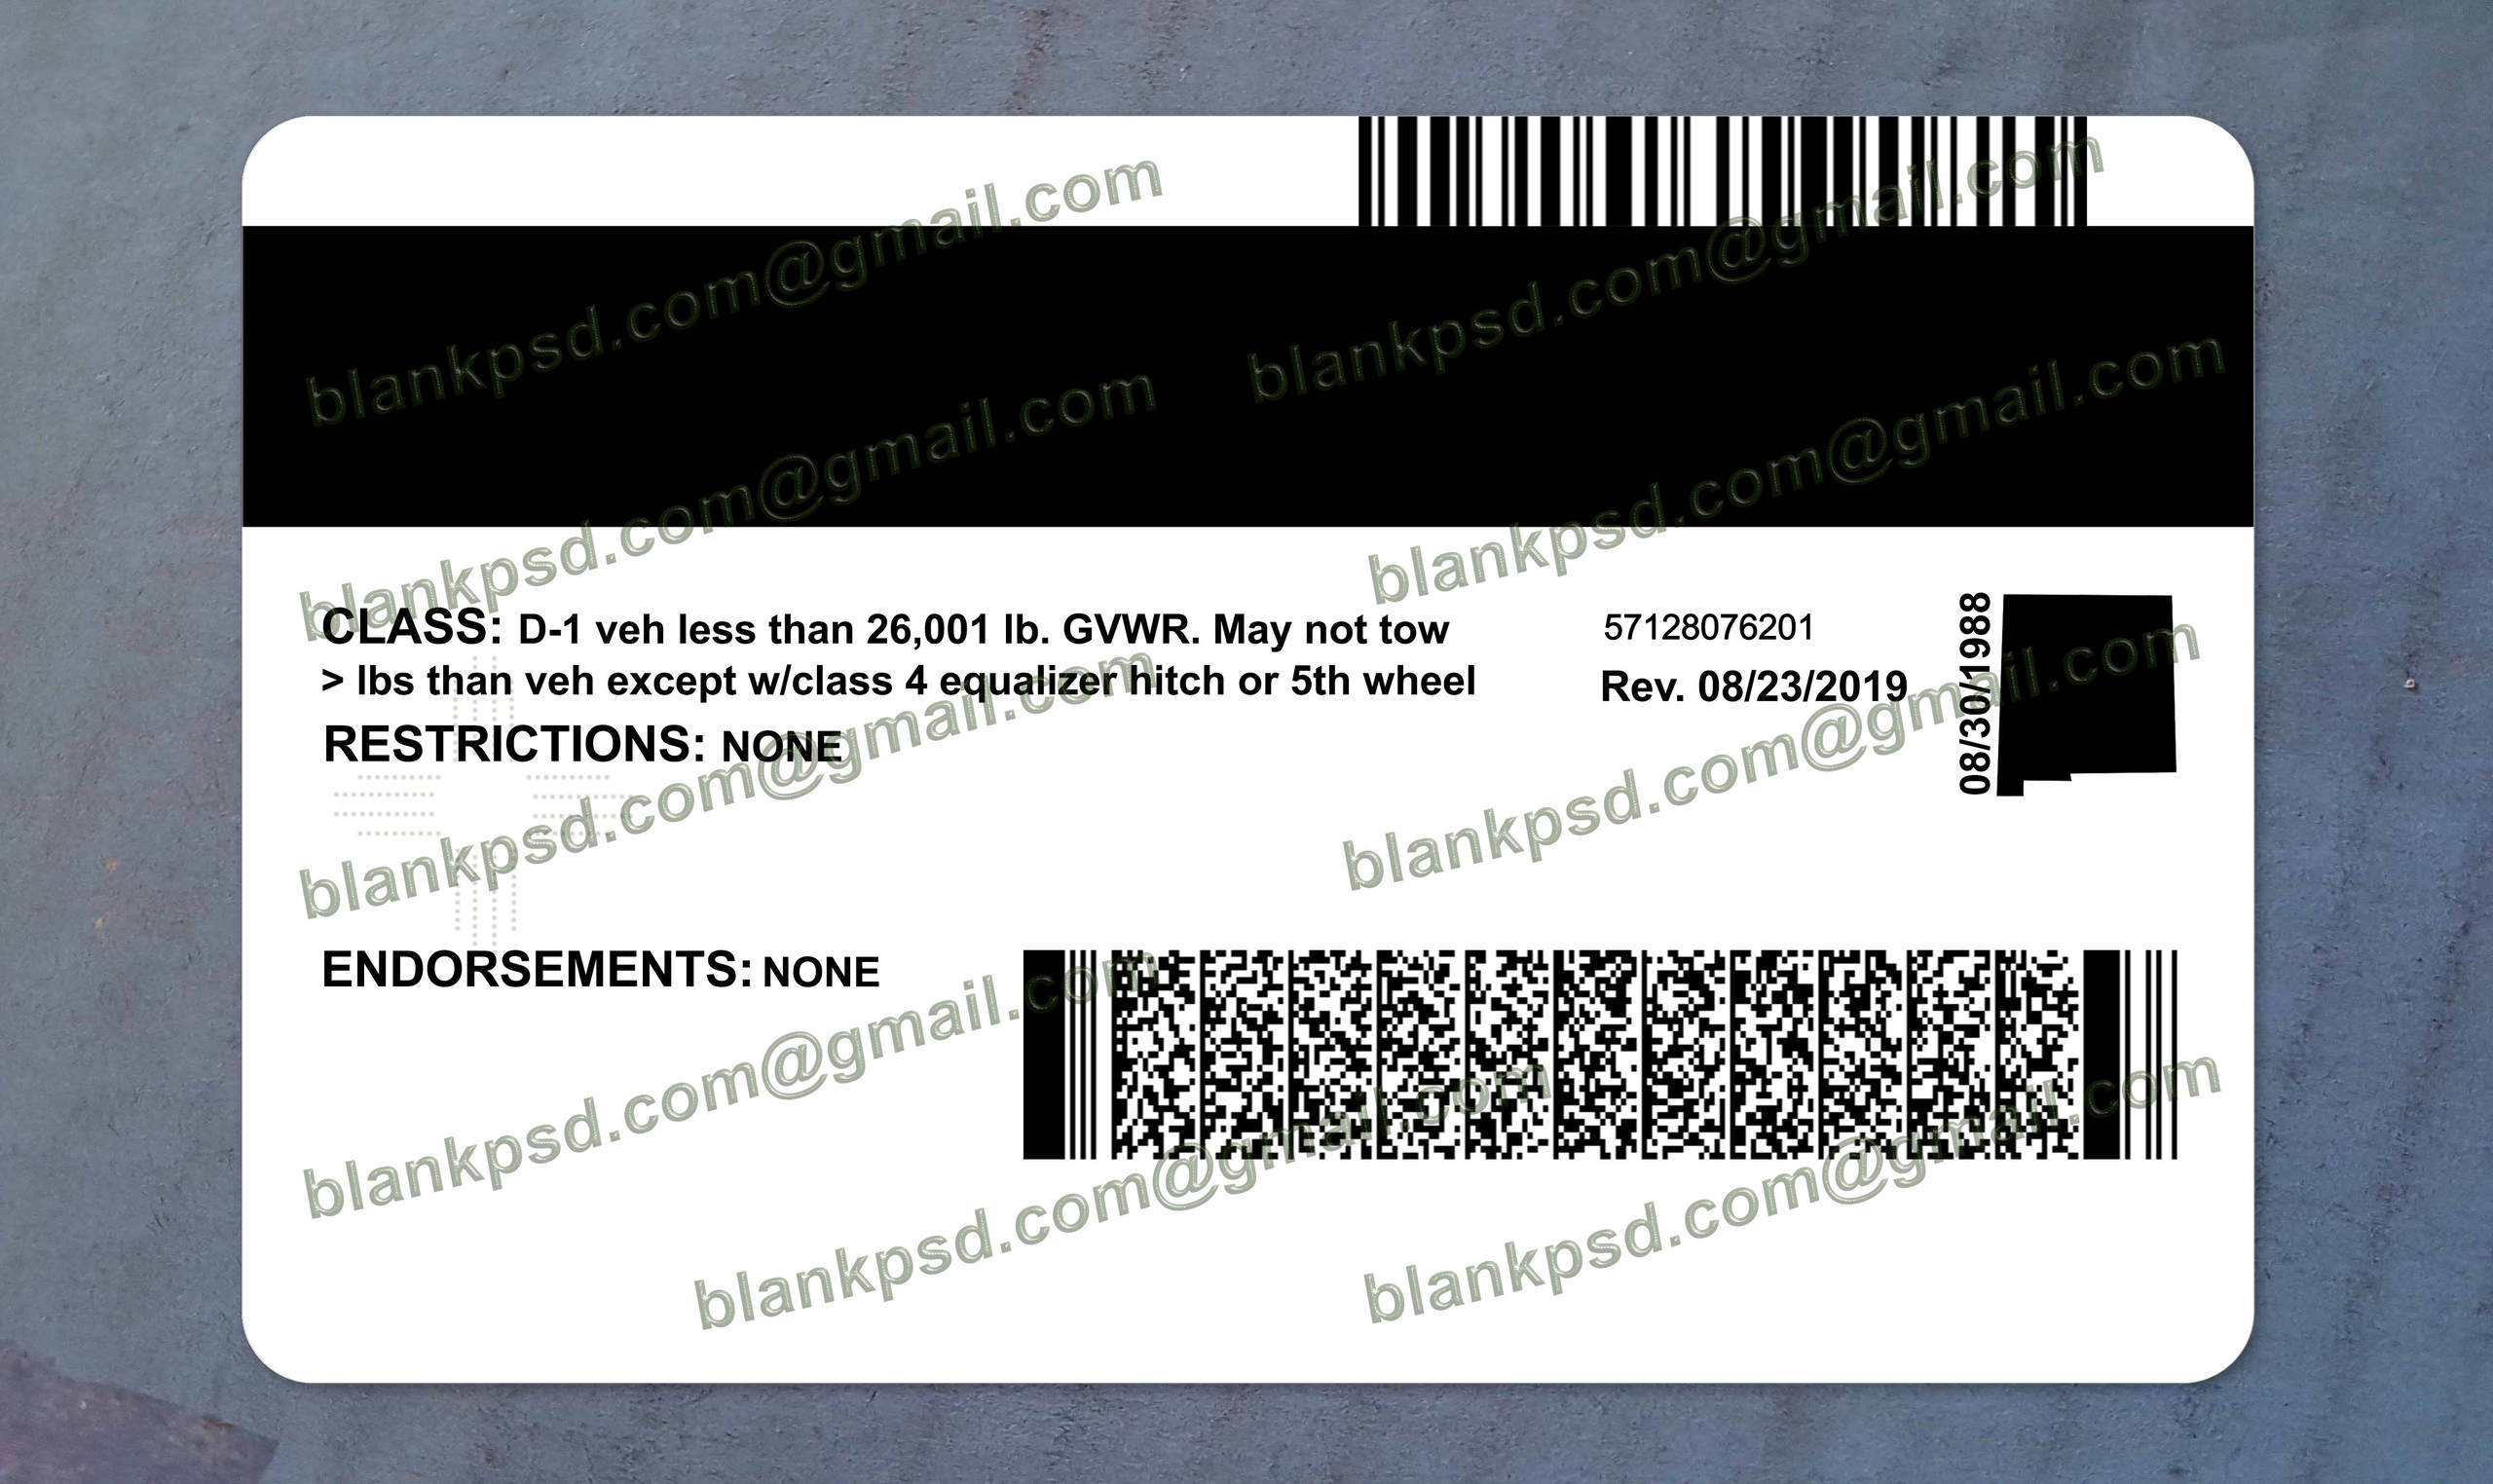 blankpsd.com@gmail.com
blankpsd.com@gmail.com
blankpsd.com@gmail.com
blankpsd.com@gmail.com
CLASS: D-1 veh less than 26,001 lb. GVWR. May not tow
> lbs than veh except w/class 4 equalizer hitch or 5th wheel
RESTRICTIONS: NONE
57128076201
Rev. 08/23/2019
08/30/1988
blankpsd.com@gmail.com
blankpsd.com@gmail.com
ENDORSEMENTS: NONE
blankpsd.com@gmail.com
blankpsd.com@gmail.com
blankpsd.com@gmail.com